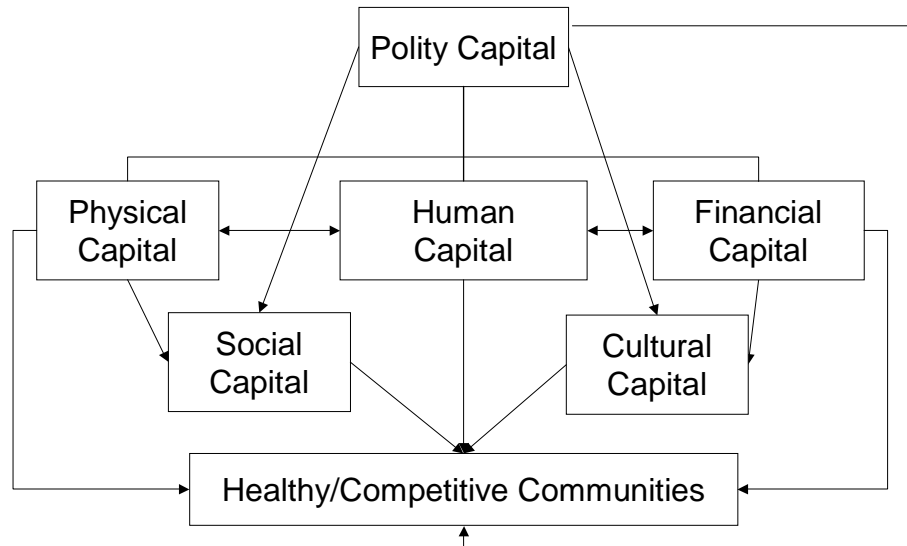 Polity Capital
Physical
Capital
Human
Capital
Financial
Capital
Social
Capital
Cultural
Capital
Healthy/Competitive Communities